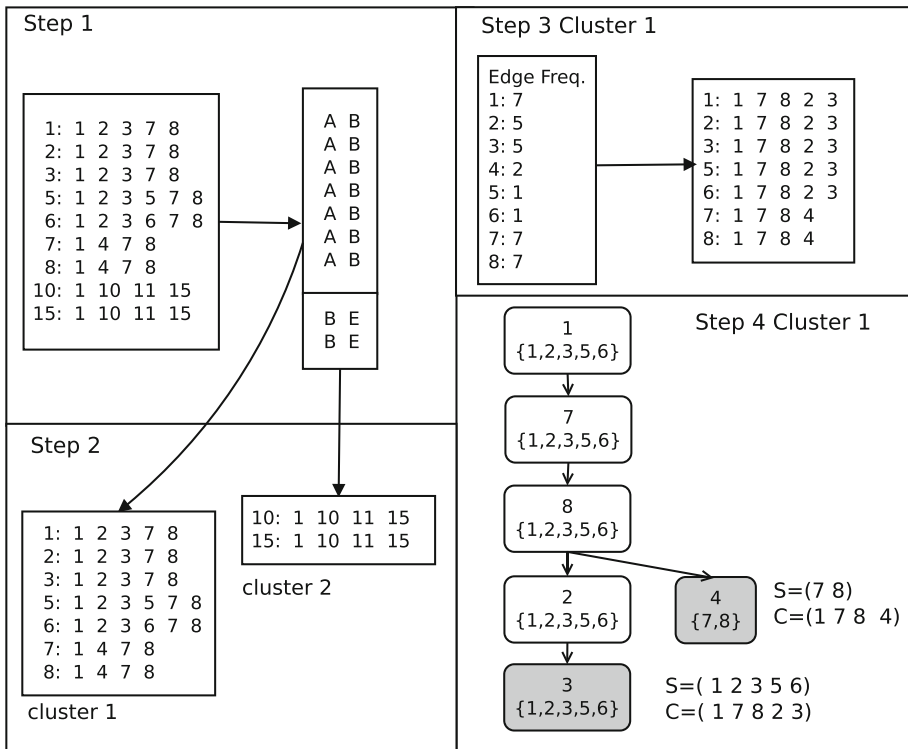 Step 1
1: 1 2 3 7 8
2: 1 2 3 7 8
3: 1 2 3 7 8
5: 1 2 3 5 7 8
6: 1 2 3 6 7 8
7: 1 4 7 8
8: 1 4 7 8
10: 1 10 11 15
15: 1 10 11 15
A B
A B
A B
A B
A B
A B
A B
B E
B E
Step 2
1: 1 2 3 7 8
2: 1 2 3 7 8
3: 1 2 3 7 8
5: 1 2 3 5 7 8
6: 1 2 3 6 7 8
7: 1 4 7 8
8: 1 4 7 8
cluster 1
10: 1 10 11 15
15: 1 10 11 15
cluster 2
Step 3 Cluster 1
Edge Freq.
1: 7
2: 5
3: 5
4: 2
5: 1
6: 1
7: 7
8: 7
1: 1 7 8 2 3
2: 1 7 8 2 3
3: 1 7 8 2 3
5: 1 7 8 2 3
6: 1 7 8 2 3
7: 1 7 8 4
8: 1 7 8 4
Step 4 Cluster 1
1
{1,2,3,5,6}
7
{1,2,3,5,6}
8
{1,2,3,5,6}
2
{1,2,3,5,6}
4
{7,8}
S=(7 8)
C=(1 7 8 4)
3
{1,2,3,5,6}
S=( 1 2 3 5 6)
C=( 1 7 8 2 3)